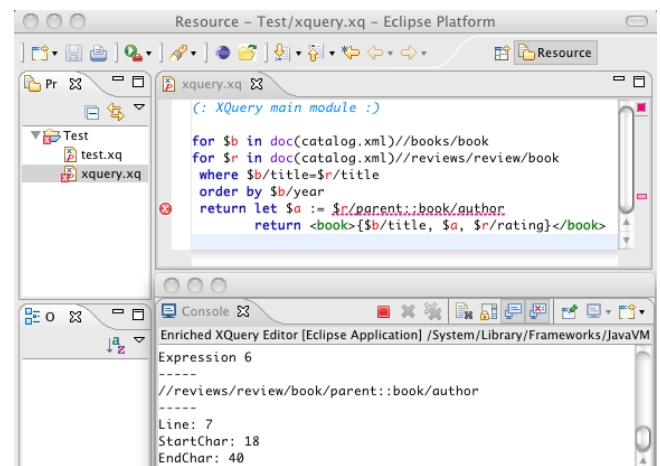 Resource – Test/xquery.xq – Eclipse Platform
Resource
Pr
xquery.xq
(: XQuery main module :)
Test
test.xq
xquery.xq
for $b in doc(catalog.xml)//books/book
for $r in doc(catalog.xml)//reviews/review/book
where $b/title=$r/title
order by $b/year
return let $a := $r/parent::book/author
return <book>{$b/title, $a, $r/rating}</book>
O
Console
Enriched XQuery Editor [Eclipse Application] /System/Library/Frameworks/JavaVM
Expression 6
-----
//reviews/review/book/parent::book/author
-----
Line: 7
StartChar: 18
EndChar: 40